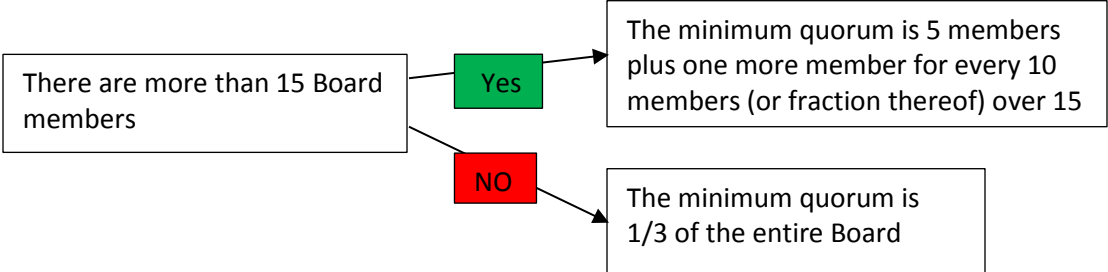 There are more than 15 Board
members
Yes
The minimum quorum is 5 members
plus one more member for every 10
members (or fraction thereof) over 15
NO
The minimum quorum is
1/3 of the entire Board